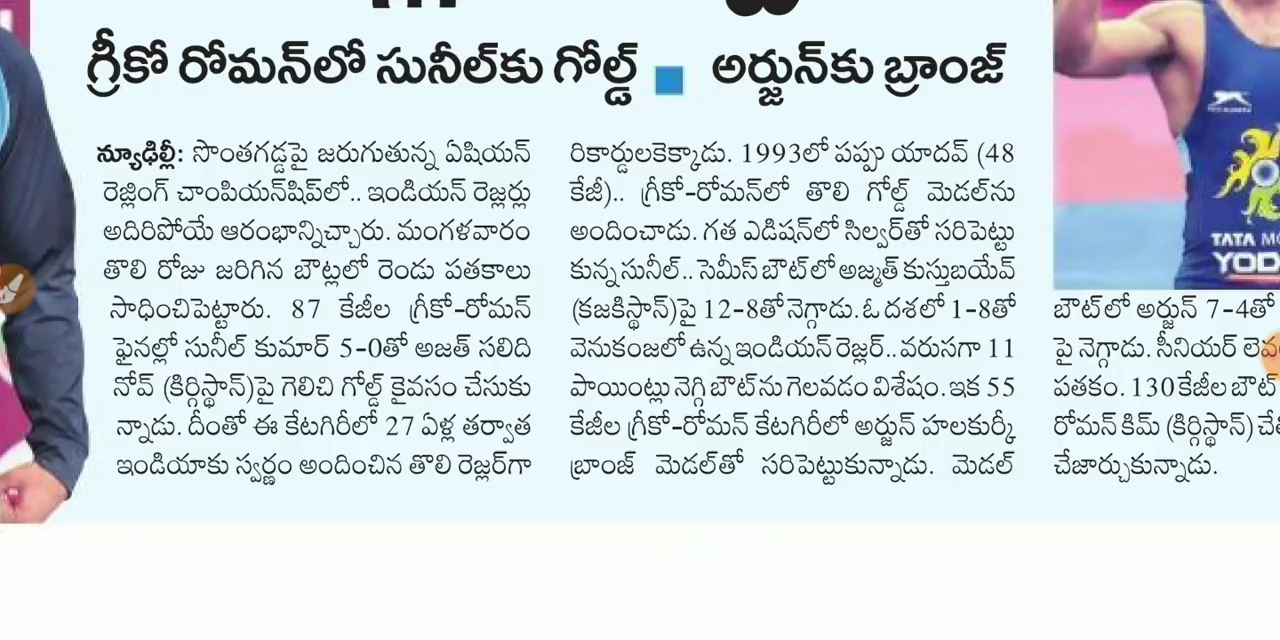 గ్రీకో రోమన్‌లో సునీల్‌కు గోల్డ్ ■ అర్జున్‌కు బ్రాంజ్
న్యూఢిల్లీ: సొంతగడ్డపై జరుగుతున్న ఏషియన్
రెజ్లింగ్ చాంపియన్‌షిప్‌లో.. ఇండియన్ రెజ్లర్లు
అదిరిపోయే ఆరంభాన్నిచ్చారు. మంగళవారం
తొలి రోజు జరిగిన బౌట్లలో రెండు పతకాలు
సాధించిపెట్టారు. 87 కేజీల గ్రీకో-రోమన్
ఫైనల్లో సునీల్ కుమార్ 5-0తో అజత్ సలిది
నోవ్ (కిర్గిస్థాన్)పై గెలిచి గోల్డ్ కైవసం చేసుకు
న్నాడు. దీంతో ఈ కేటగిరీలో 27 ఏళ్ల తర్వాత
ఇండియాకు స్వర్ణం అందించిన తొలి రెజ్లర్‌గా
రికార్డులకెక్కాడు. 1993లో పప్పు యాదవ్ (48
కేజీ).. గ్రీకో-రోమన్‌లో తొలి గోల్డ్ మెడల్‌ను
అందించాడు. గత ఎడిషన్‌లో సిల్వర్‌తో సరిపెట్టు
కున్న సునీల్.. సెమీస్ బౌట్‌లో అజ్మత్ కుస్తుబయేవ్
(కజకిస్థాన్)పై 12-8తో నెగ్గాడు. ఓ దశలో 1-8తో
వెనుకంజలో ఉన్న ఇండియన్ రెజ్లర్.. వరుసగా 11
పాయింట్లు నెగ్గి బౌట్‌ను గెలవడం విశేషం. ఇక 55
కేజీల గ్రీకో-రోమన్ కేటగిరీలో అర్జున్ హలకుర్కీ
బ్రాంజ్ మెడల్‌తో సరిపెట్టుకున్నాడు. మెడల్
బౌట్‌లో అర్జున్ 7-4తో
పై నెగ్గాడు. సీనియర్
పతకం. 130 కేజీల బౌట్
రోమన్ కిమ్ (కిర్గిస్థాన్)
చేజార్చుకున్నాడు.
TATA